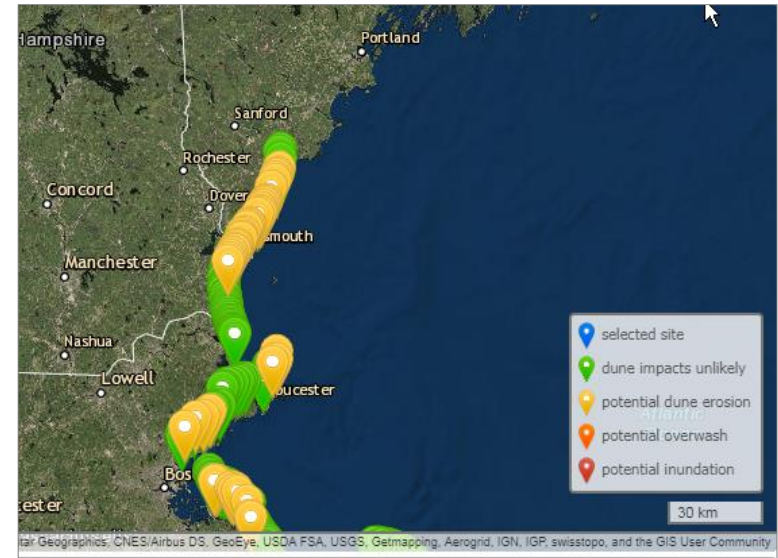 Hampshire
Portland
Sanford
Rochester
Concord
Dover
smouth
Manchester
Nashua
Lowell
oucester
Bos
cester
selected site
dune impacts unlikely
potential dune erosion
Atlantic
potential overwash
potential inundation
30 km
tar Geographics, CNES/Airbus DS, GeoEye, USDA FSA, USGS, Getmapping, Aerogrid, IGN, IGP, swisstopo, and the GIS User Community